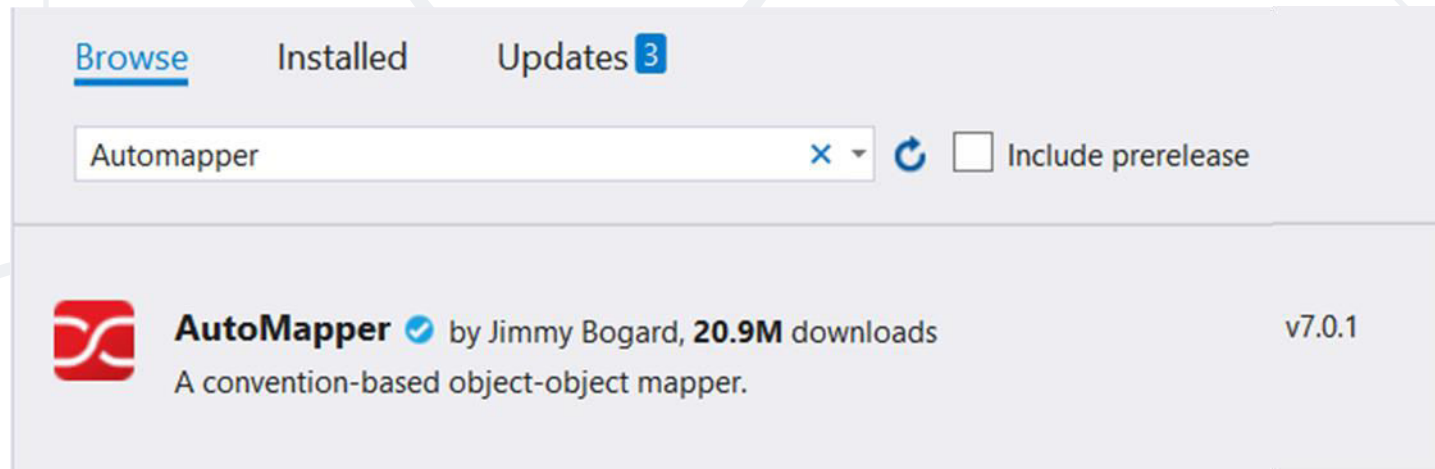 Browse Installed Updates 3
Automapper Include prerelease
AutoMapper by Jimmy Bogard, 20.9M downloads v7.0.1
A convention-based object-object mapper.